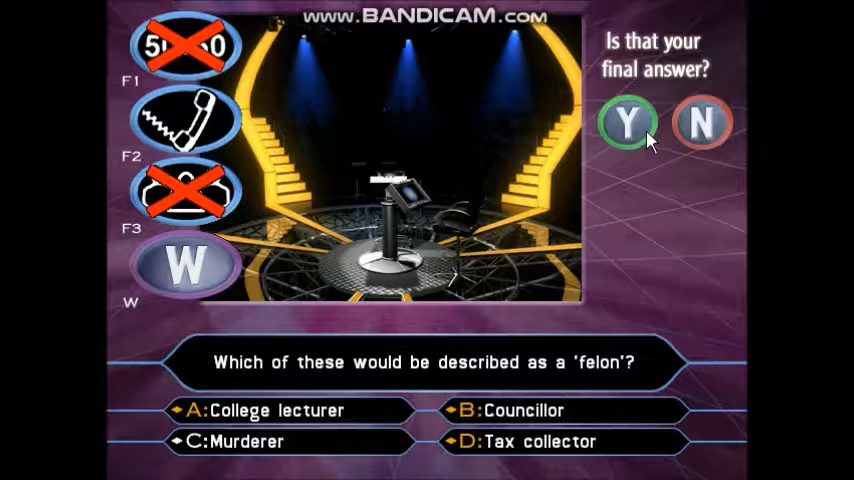 www.BANDICAM.com
Is that your
final answer?
F1
Y
N
F2
F3
W
W
Which of these would be described as a 'felon'?
A:College lecturer
B:Councillor
C:Murderer
D:Tax collector